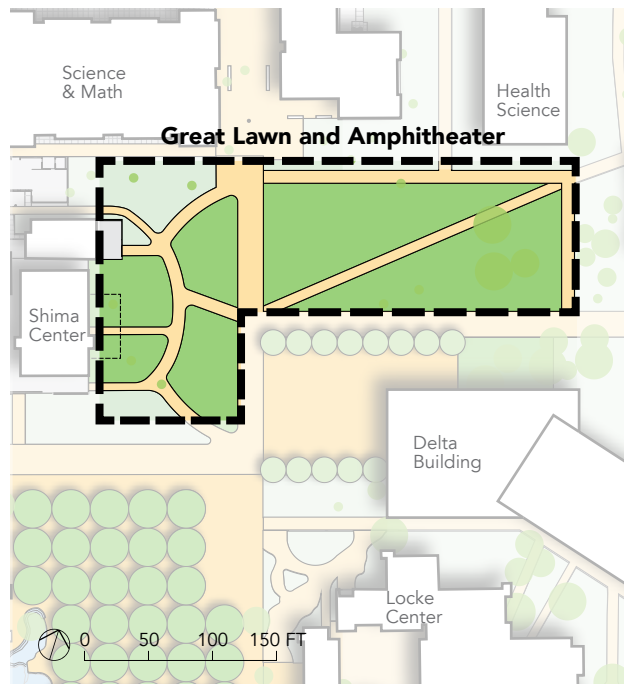 Science
& Math
Health
Science
Great Lawn and Amphitheater
Shima
Center
Delta
Building
Locke
Center
0 50 100 150 FT